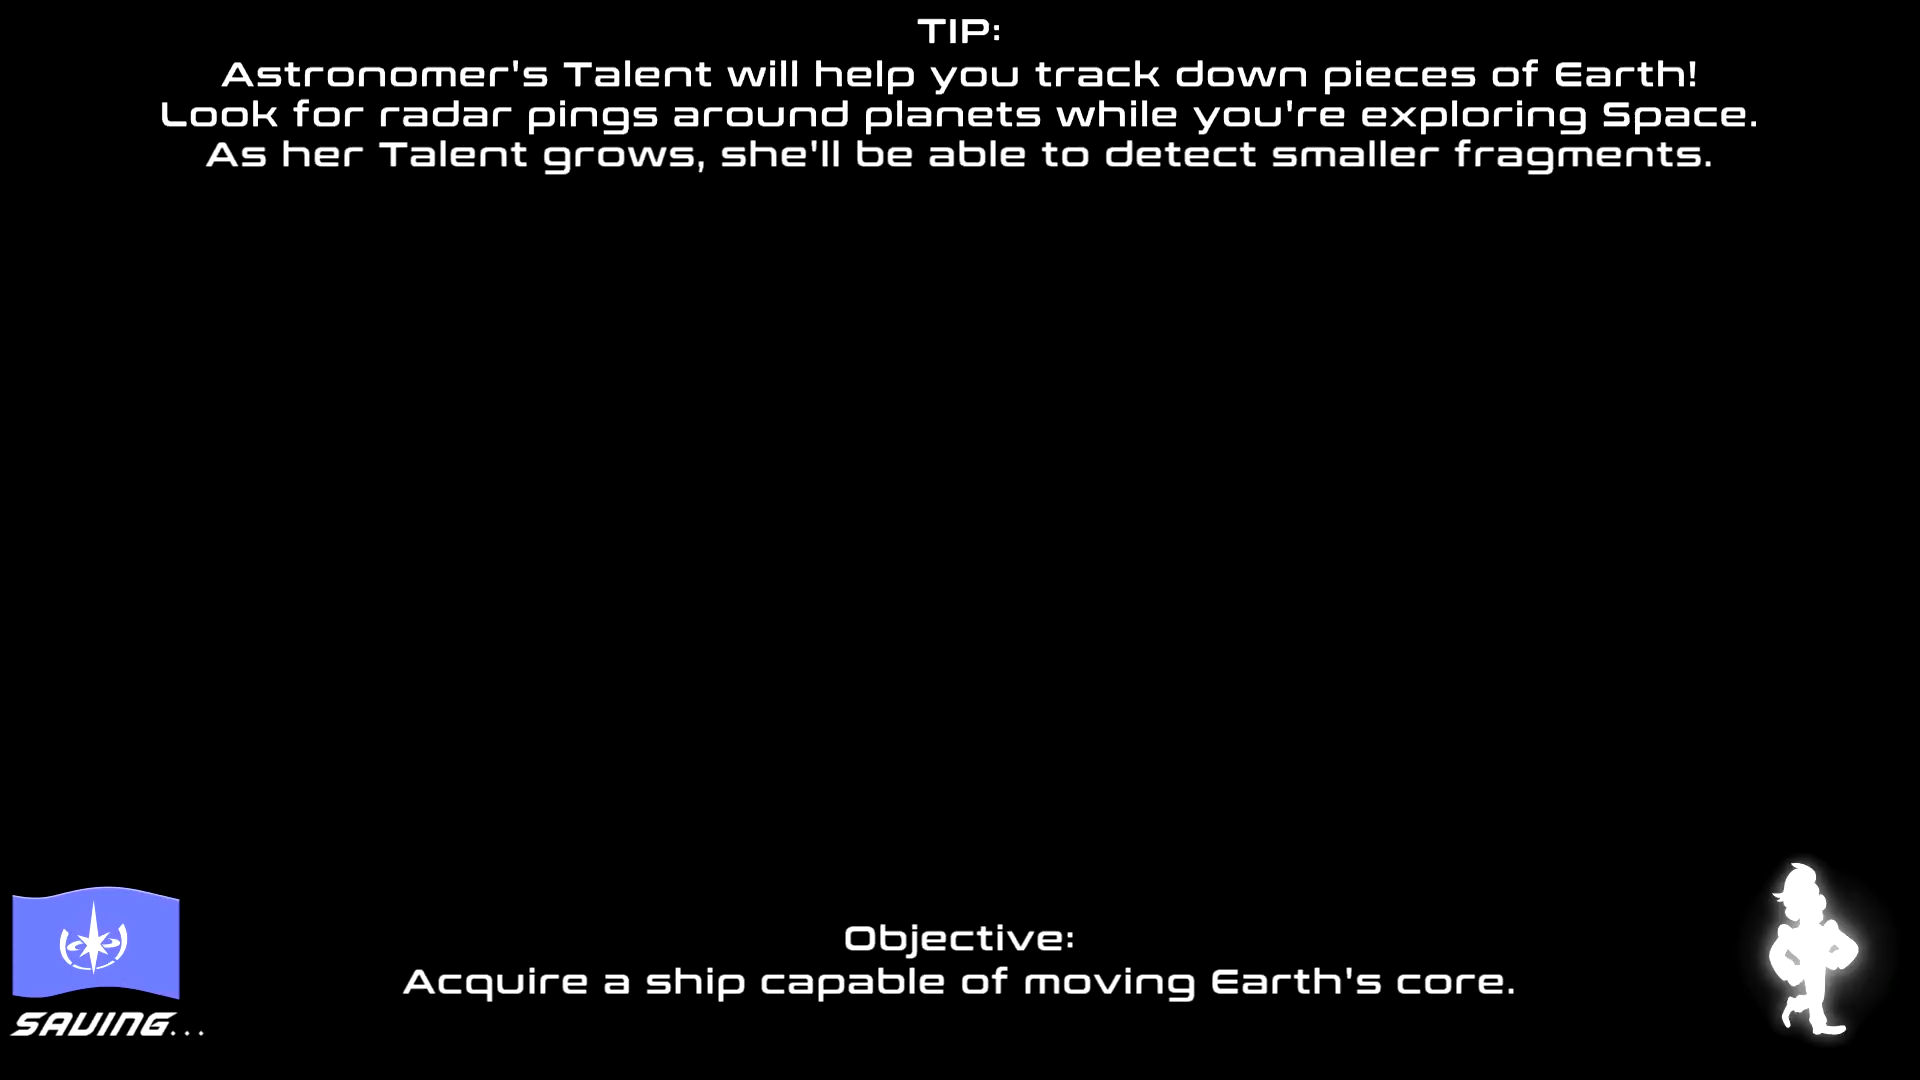 TIP:
Astronomer's Talent will help you track down pieces of Earth!
Look for radar pings around planets while you're exploring Space.
As her Talent grows, she'll be able to detect smaller fragments.
Objective:
Acquire a ship capable of moving Earth's core.
SAVING...